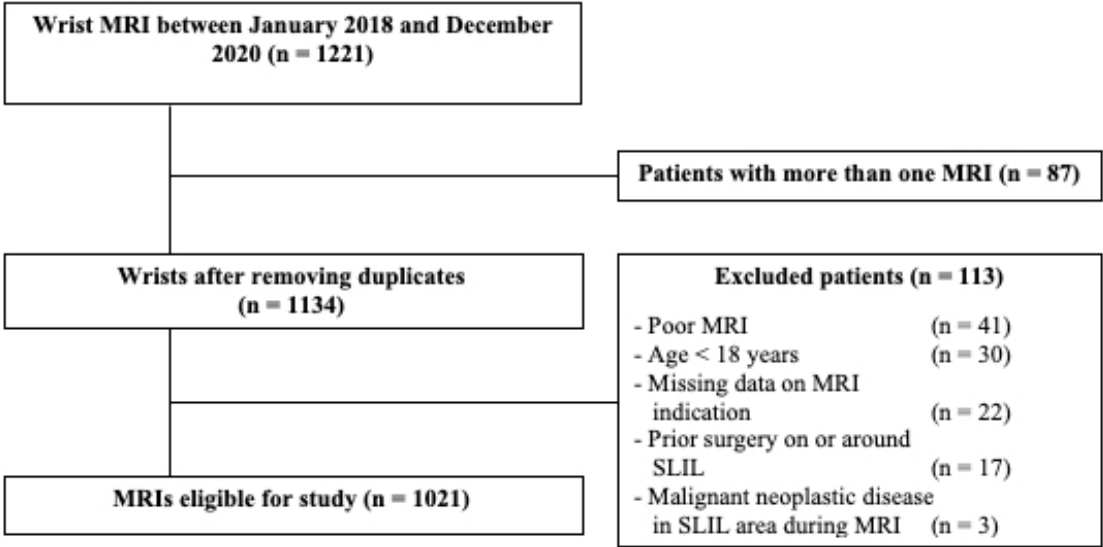 Wrist MRI between January 2018 and December
2020 (n = 1221)
Patients with more than one MRI (n = 87)
Wrists after removing duplicates
(n = 1134)
Excluded patients (n = 113)
- Poor MRI (n = 41)
- Age < 18 years (n = 30)
- Missing data on MRI
indication (n = 22)
- Prior surgery on or around
SLIL (n = 17)
- Malignant neoplastic disease
in SLIL area during MRI (n = 3)
MRIs eligible for study (n = 1021)